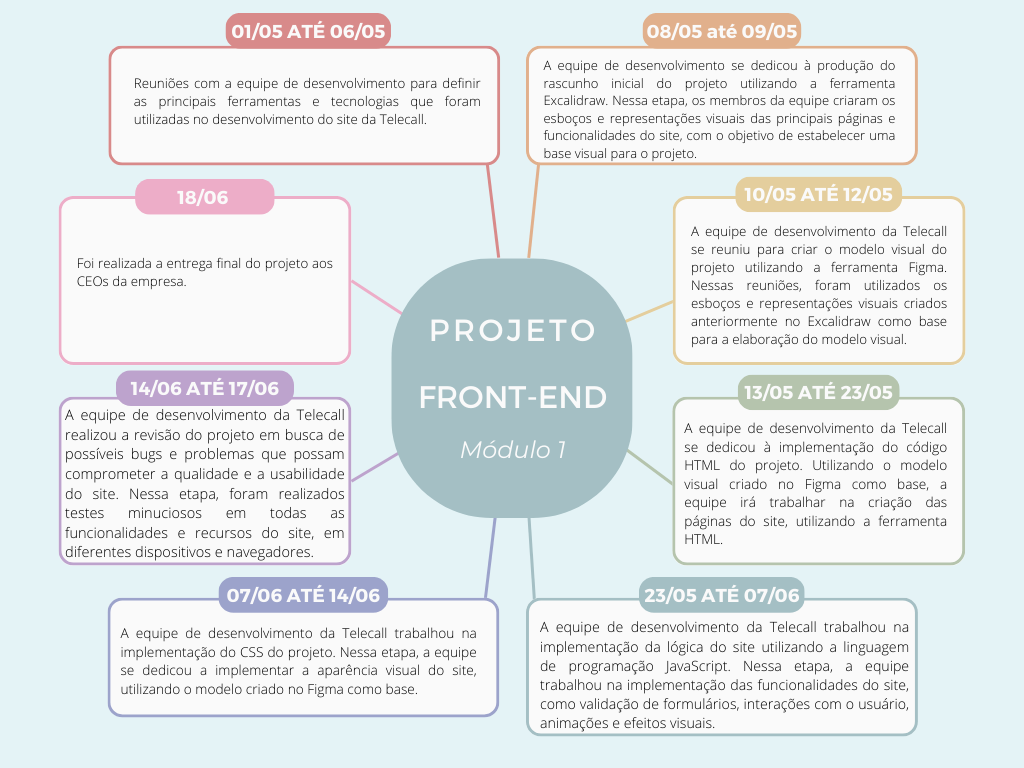 01/05 ATÉ 06/05
Reuniões com a equipe de desenvolvimento para definir
as principais ferramentas e tecnologias que foram
utilizadas no desenvolvimento do site da Telecall.
08/05 até 09/05
A equipe de desenvolvimento se dedicou à produção do
rascunho inicial do projeto utilizando a ferramenta
Excalidraw. Nessa etapa, os membros da equipe criaram os
esboços e representações visuais das principais páginas e
funcionalidades do site, com o objetivo de estabelecer uma
base visual para o projeto.
10/05 ATÉ 12/05
A equipe de desenvolvimento da Telecall
se reuniu para criar o modelo visual do
projeto utilizando a ferramenta Figma.
Nessas reuniões, foram utilizados os
esboços e representações visuais criados
anteriormente no Excalidraw como base
para a elaboração do modelo visual.
13/05 ATÉ 23/05
A equipe de desenvolvimento da Telecall
se dedicou à implementação do código
HTML do projeto. Utilizando o modelo
visual criado no Figma como base, a
equipe irá trabalhar na criação das
páginas do site, utilizando a ferramenta
HTML.
23/05 ATÉ 07/06
A equipe de desenvolvimento da Telecall trabalhou na
implementação da lógica do site utilizando a linguagem
de programação JavaScript. Nessa etapa, a equipe
trabalhou na implementação das funcionalidades do site,
como validação de formulários, interações com o usuário,
animações e efeitos visuais.
07/06 ATÉ 14/06
A equipe de desenvolvimento da Telecall trabalhou na
implementação do CSS do projeto. Nessa etapa, a equipe
se dedicou a implementar a aparência visual do site,
utilizando o modelo criado no Figma como base.
14/06 ATÉ 17/06
A equipe de desenvolvimento da Telecall
realizou a revisão do projeto em busca de
possíveis bugs e problemas que possam
comprometer a qualidade e a usabilidade
do site. Nessa etapa, foram realizados
testes minuciosos em todas as
funcionalidades e recursos do site, em
diferentes dispositivos e navegadores.
18/06
Foi realizada a entrega final do projeto aos
CEOs da empresa.
PROJETO
FRONT-END
Módulo 1